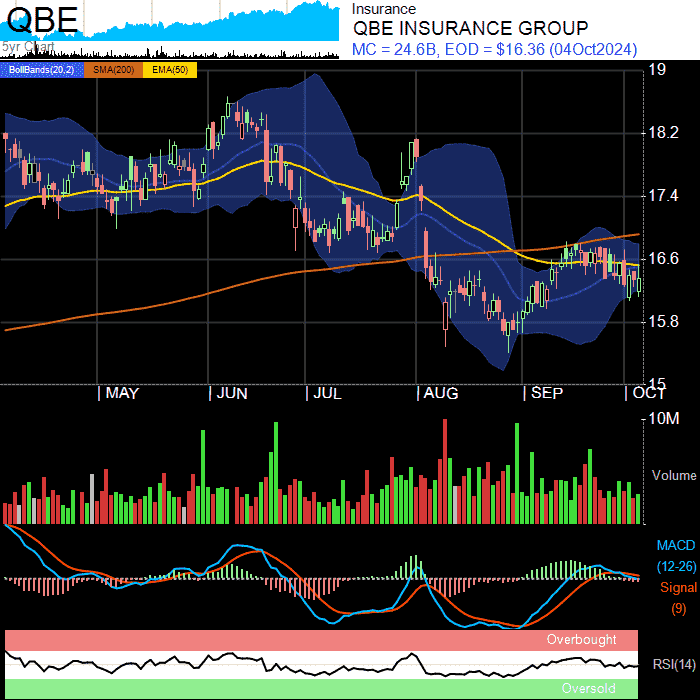 QBE
5yr Chart
Insurance
QBE INSURANCE GROUP
MC = 24.6B, EOD = $16.36 (04Oct2024)
BollBands(20,2) SMA(200) EMA(50)
19
18.2
17.4
16.6
15.8
15
MAY JUN JUL AUG SEP OCT
10M
Volume
MACD
(12-26)
Signal
(9)
Overbought
RSI(14)
Oversold